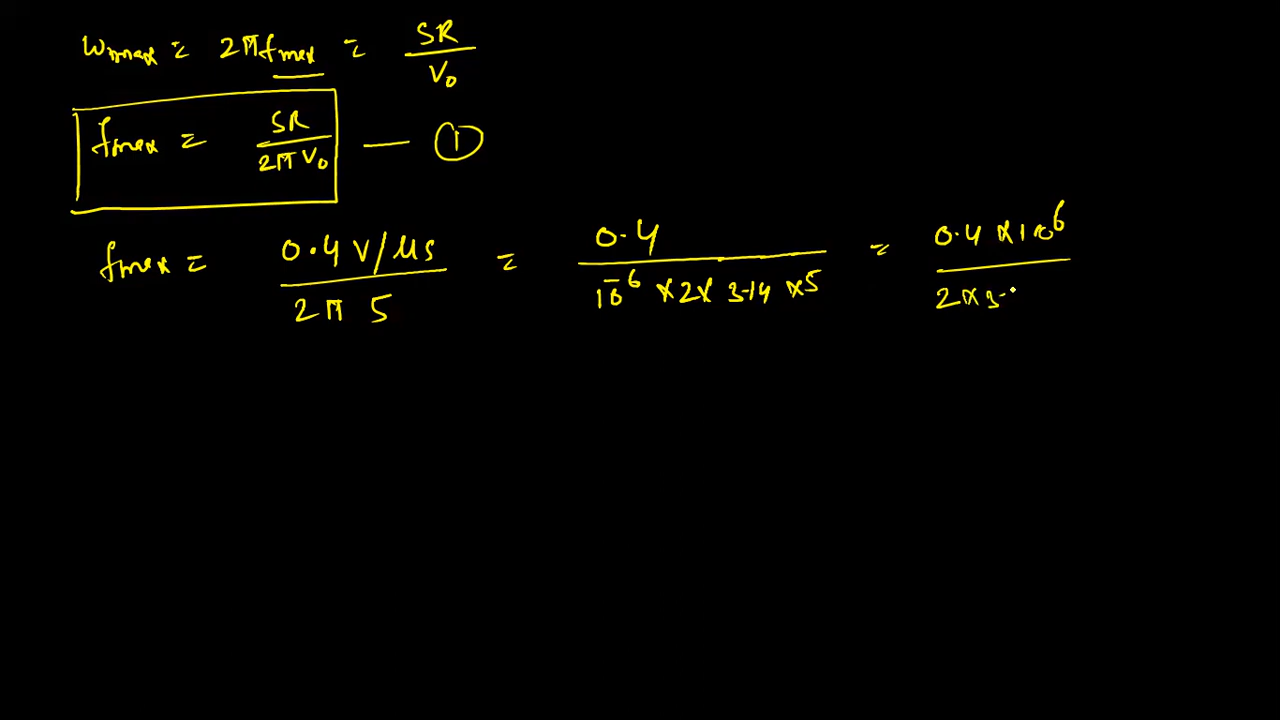 ωmax = 2πfmax = SR/V₀
fmax = SR/2πV₀ — ①
fmax = 0.4 V/μs / 2π 5 = 0.4 / 10⁻⁶ × 2 × 3.14 × 5 = 0.4 × 10⁶ / 2 × 3.